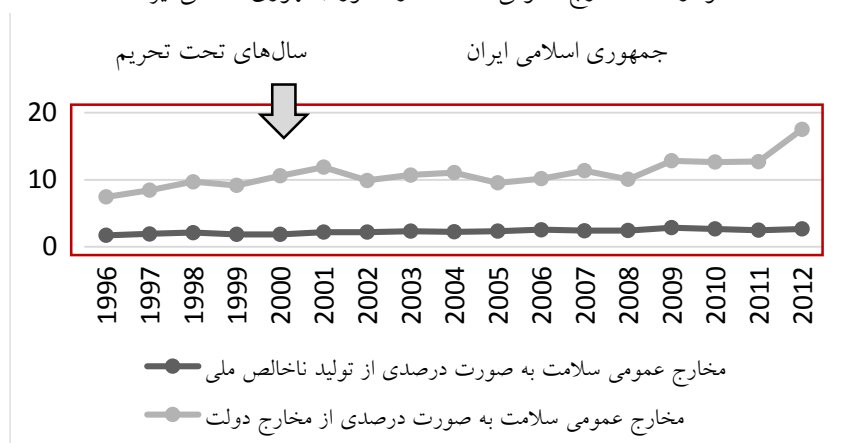 جمهوری اسلامی ایران
سال‌های تحت تحریم
20
10
0
1996 1997 1998 1999 2000 2001 2002 2003 2004 2005 2006 2007 2008 2009 2010 2011 2012
مخارج عمومی سلامت به صورت درصدی از تولید ناخالص ملی
مخارج عمومی سلامت به صورت درصدی از مخارج دولت